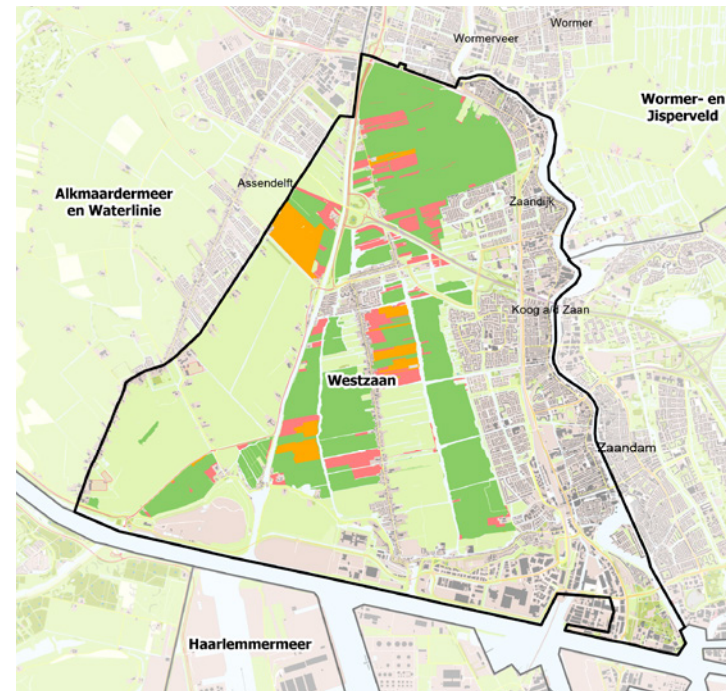 Wormer
Wormerveer
Wormer- en
Jisperveld
Assendelft
Alkmaardermeer
en Waterlinie
Zaandijk
Koog a/d Zaan
Westzaan
Zaandam
Haarlemmermeer